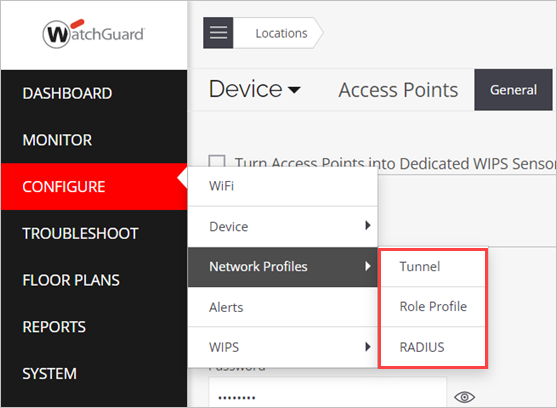 WatchGuard
Locations
DASHBOARD
MONITOR
CONFIGURE
TROUBLESHOOT
FLOOR PLANS
REPORTS
SYSTEM
Device
Access Points
General
Turn Access Points into Dedicated WIPS Sensor
WiFi
Device
Network Profiles
Alerts
WIPS
Tunnel
Role Profile
RADIUS
Password
••••••••